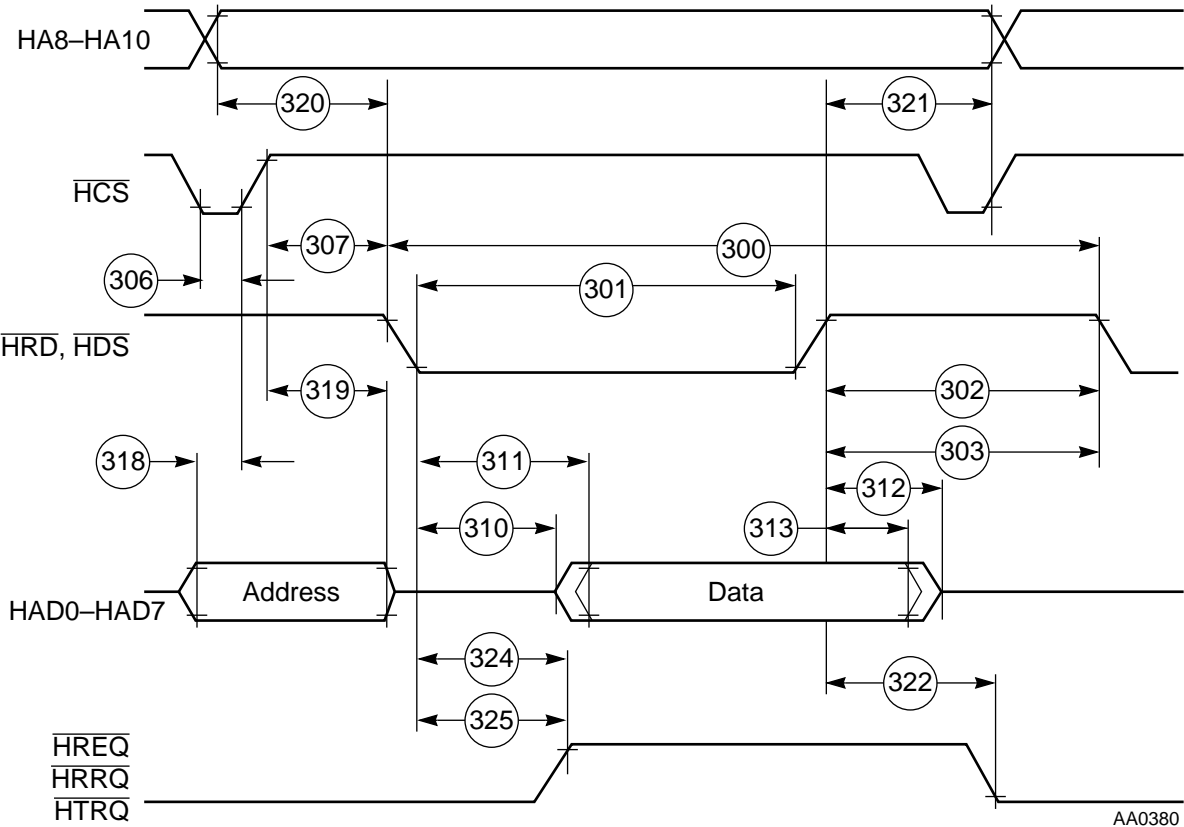 HA8–HA10
320
321
HCS
307
300
306
301
HRD, HDS
319
302
318
311
303
312
310
313
Address
Data
HAD0–HAD7
324
322
325
HREQ
HRRQ
HTRQ
AA0380